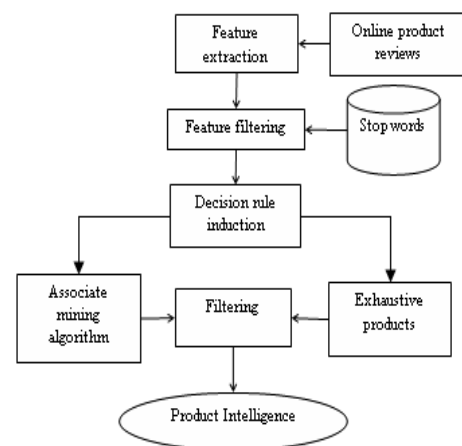 Feature
extraction
Online product
reviews
Feature filtering
Stop words
Decision rule
induction
Associate
mining
algorithm
Filtering
Exhaustive
products
Product Intelligence